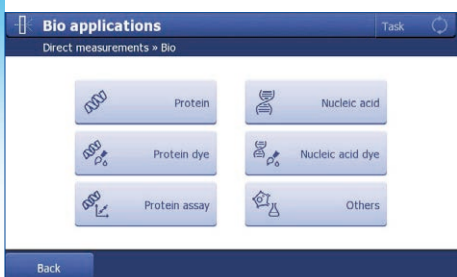 Bio applications
Task
Direct measurements » Bio
Protein
Nucleic acid
Protein dye
Nucleic acid dye
Protein assay
Others
Back